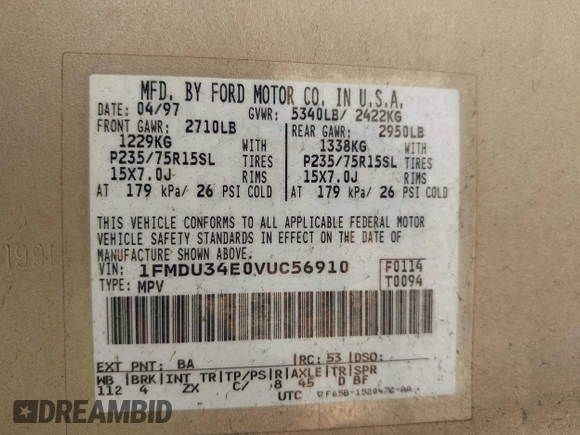 MFD. BY FORD MOTOR CO. IN U.S.A.
DATE: 04/97 GVWR: 5340LB/ 2422KG
FRONT GAWR: 2710LB REAR GAWR: 2950LB
1229KG WITH 1338KG WITH
P235/75R15SL TIRES P235/75R15SL TIRES
15X7.0J RIMS 15X7.0J RIMS
AT 179 kPa/ 26 PSI COLD AT 179 kPa/ 26 PSI COLD
THIS VEHICLE CONFORMS TO ALL APPLICABLE FEDERAL MOTOR
VEHICLE SAFETY STANDARDS IN EFFECT ON THE DATE OF
MANUFACTURE SHOWN ABOVE.
VIN: 1FMDU34E0VUC56910 F0114
TYPE: MPV T0094
EXT PNT: BA RC: 53 DSO:
WB BRK INT TR TP/PS R AXLE TR SPR
112 4 ZX C/ 8 45 D BF
UTC F65B-1520472-AA
DREAMBID